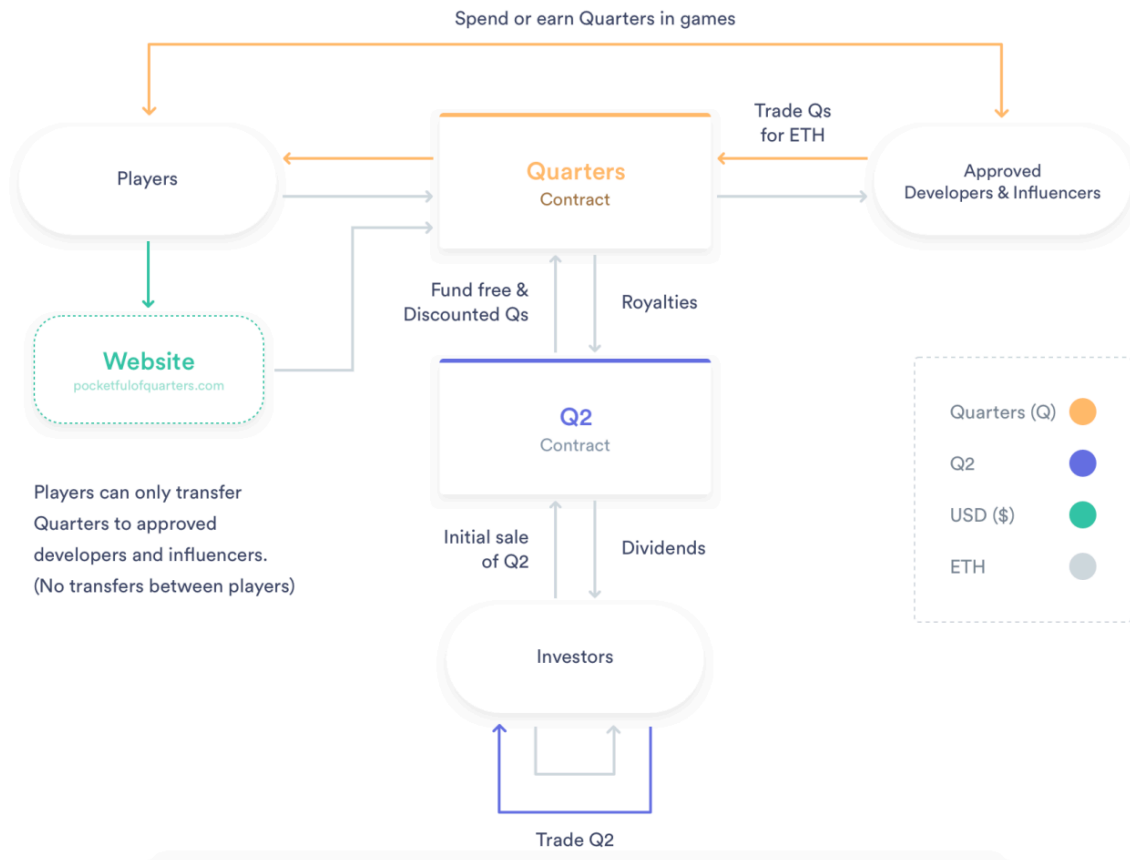 Spend or earn Quarters in games
Players
Quarters
Contract
Trade Qs
for ETH
Approved
Developers & Influencers
Fund free &
Discounted Qs
Royalties
Website
pocketfulofquarters.com
Q2
Contract
Players can only transfer
Quarters to approved
developers and influencers.
(No transfers between players)
Initial sale
of Q2
Dividends
Investors
Trade Q2
Quarters (Q)
Q2
USD ($)
ETH